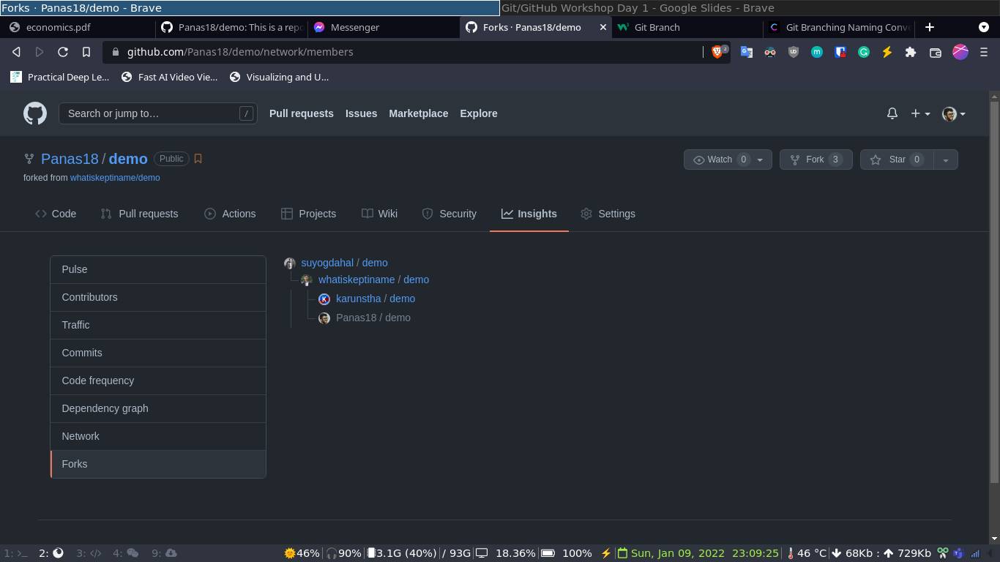 Forks · Panas18/demo - Brave
Git/GitHub Workshop Day 1 - Google Slides - Brave
economics.pdf
Panas18/demo: This is a repo
Messenger
Forks · Panas18/demo
Git Branch
Git Branching Naming Conve
github.com/Panas18/demo/network/members
2
Practical Deep Le...
Fast AI Video Vie...
Visualizing and U...
Search or jump to…
/
Pull requests
Issues
Marketplace
Explore
Panas18 / demo
Public
Watch 0
Fork 3
Star 0
forked from whatiskeptiname/demo
Code
Pull requests
Actions
Projects
Wiki
Security
Insights
Settings
Pulse
Contributors
Traffic
Commits
Code frequency
Dependency graph
Network
Forks
suyogdahal / demo
whatiskeptiname / demo
karunstha / demo
Panas18 / demo
1: 2: 3: 4: 9: 46%| 90%| 3.1G (40%)| / 93G| 18.36%| 100% | Sun, Jan 09, 2022 23:09:25| 46 °C 68Kb : 729Kb